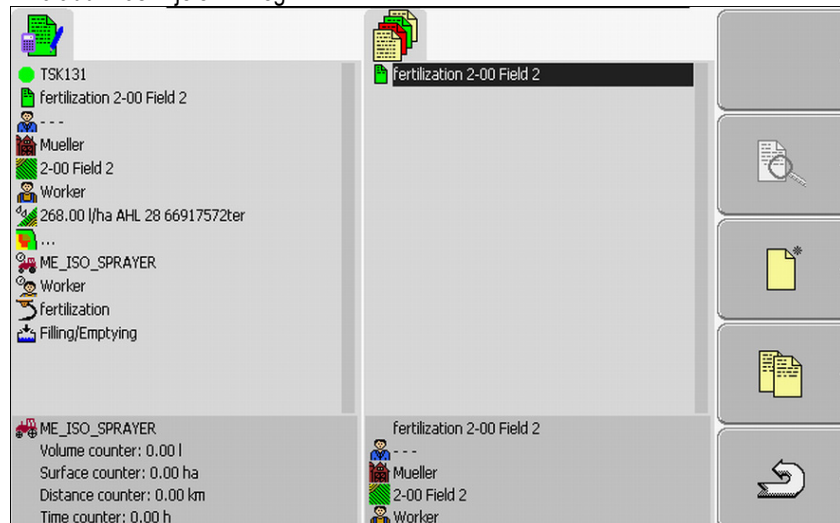 TSK131
fertilization 2-00 Field 2
---
Mueller
2-00 Field 2
Worker
268.00 l/ha AHL 28 66917572ter
...
ME_ISO_SPRAYER
Worker
fertilization
Filling/Emptying
ME_ISO_SPRAYER
Volume counter: 0.00 l
Surface counter: 0.00 ha
Distance counter: 0.00 km
Time counter: 0.00 h
fertilization 2-00 Field 2
fertilization 2-00 Field 2
---
Mueller
2-00 Field 2
Worker